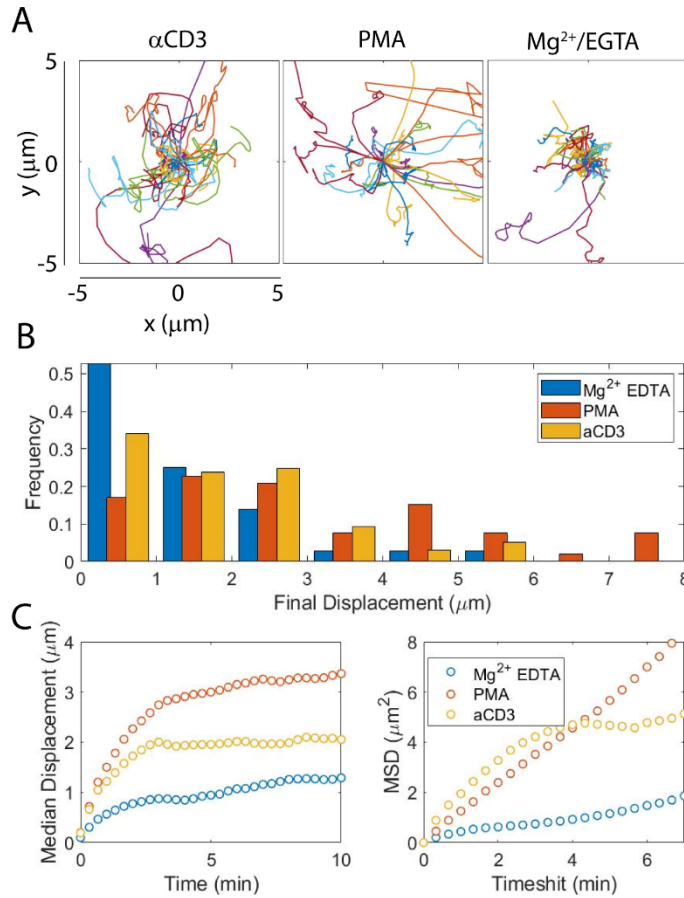 A
αCD3
PMA
Mg²⁺/EGTA
5
0
-5
y (μm)
-5
0
5
x (μm)
B
0.5
0.4
0.3
0.2
0.1
0
Frequency
Mg²⁺ EDTA
PMA
aCD3
0
1
2
3
4
5
6
7
8
Final Displacement (μm)
C
4
3
2
1
0
Median Displacement (μm)
0
5
10
Time (min)
8
6
4
2
0
MSD (μm²)
Mg²⁺ EDTA
PMA
aCD3
0
2
4
6
Timeshit (min)